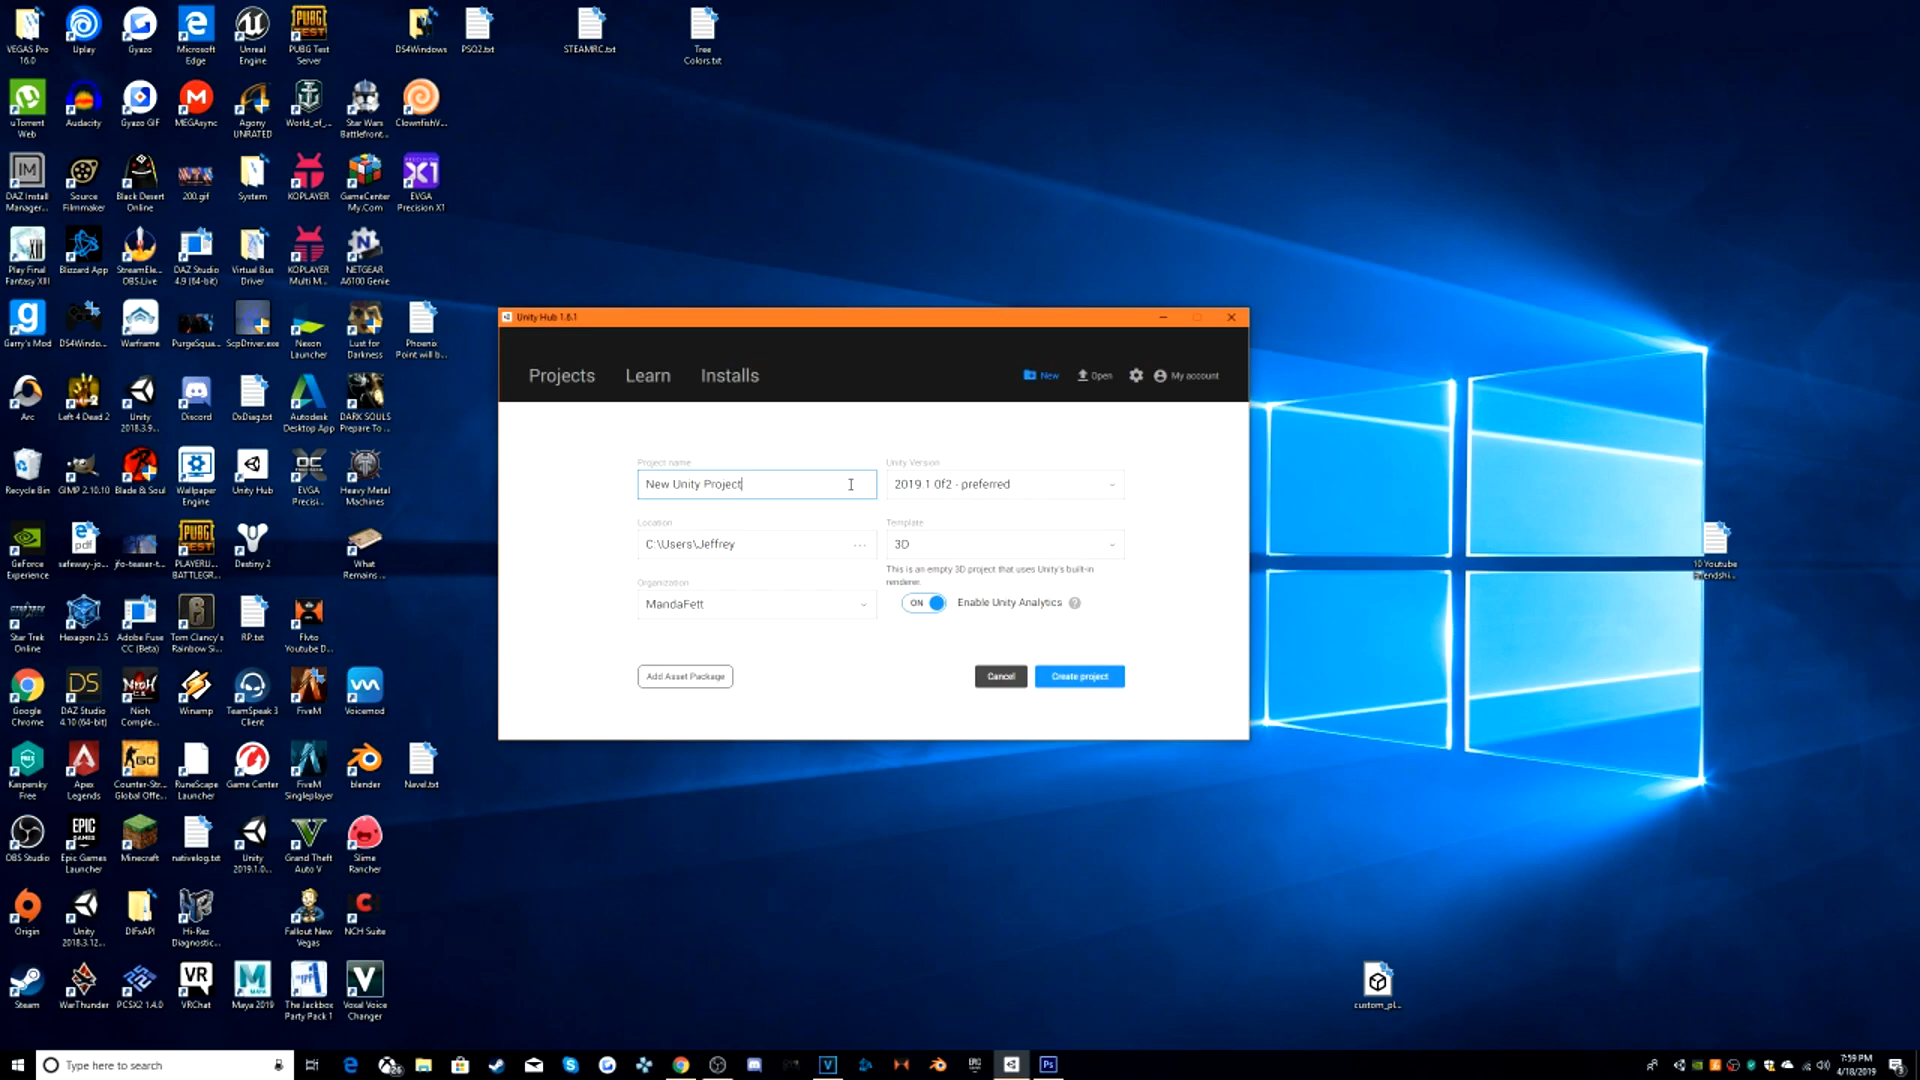 VEGAS Pro
16.0
Uplay
Gyazo
Microsoft
Edge
Unreal
Engine
PUBG Test
Server
DS4Windows
PSO2.txt
STEAMRC.txt
Tree
Colors.txt
uTorrent
Web
Audacity
Gyazo GIF
MEGAsync
Agony
UNRATED
World_of_...
Star Wars
Battlefront...
ClownfishV...
DAZ Install
Manager...
Source
Filmmaker
Black Desert
Online
200.gif
System
KOPLAYER
GameCenter
My.Com
EVGA
Precision X1
Play Final
Fantasy XIII
Blizzard App
StreamEle...
OBS.Live
DAZ Studio
4.9 (64-bit)
Virtual Bus
Driver
KOPLAYER
Multi M...
NETGEAR
A6100 Genie
Garry's Mod
DS4Windo...
Warframe
PurgeSqua...
ScpDriver.exe
Nexon
Launcher
Lust for
Darkness
Phoenix
Point will b...
Arc
Left 4 Dead 2
Unity
2018.3.9...
Discord
DxDiag.txt
Autodesk
Desktop App
DARK SOULS
Prepare To ...
Recycle Bin
GIMP 2.10.10
Blade & Soul
Wallpaper
Engine
Unity Hub
EVGA
Precisi...
Heavy Metal
Machines
GeForce
Experience
safeway-jo...
jfo-teaser-t...
PLAYERU...
BATTLEGR...
Destiny 2
What
Remains ...
Star Trek
Online
Hexagon 2.5
Adobe Fuse
CC (Beta)
Tom Clancy's
Rainbow Si...
RP.txt
Flvto
Youtube D...
Google
Chrome
DAZ Studio
4.10 (64-bit)
Nioh
Comple...
Winamp
TeamSpeak 3
Client
FiveM
Voicemod
Kaspersky
Free
Apex
Legends
Counter-Str...
Global Offe...
RuneScape
Launcher
Game Center
FiveM
Singleplayer
blender
Navel.txt
OBS Studio
Epic Games
Launcher
Minecraft
nativelog.txt
Unity
2019.1.0...
Grand Theft
Auto V
Slime
Rancher
Origin
Unity
2018.3.12...
DIFxAPI
Hi-Rez
Diagnostic...
Fallout New
Vegas
NCH Suite
Steam
WarThunder
PCSX2 1.4.0
VRChat
Maya 2019
The Jackbox
Party Pack 1
Voxal Voice
Changer
Unity Hub 1.6.1
Projects Learn Installs New Open My account
Project name
New Unity Project
Unity Version
2019.1.0f2 - preferred
Location
C:\Users\Jeffrey
Template
3D
This is an empty 3D project that uses Unity's built-in
renderer.
Organization
MandaFett
ON Enable Unity Analytics
Add Asset Package
Cancel
Create project
10 Youtube
custom_pl...
Type here to search
7:59 PM
4/18/2019